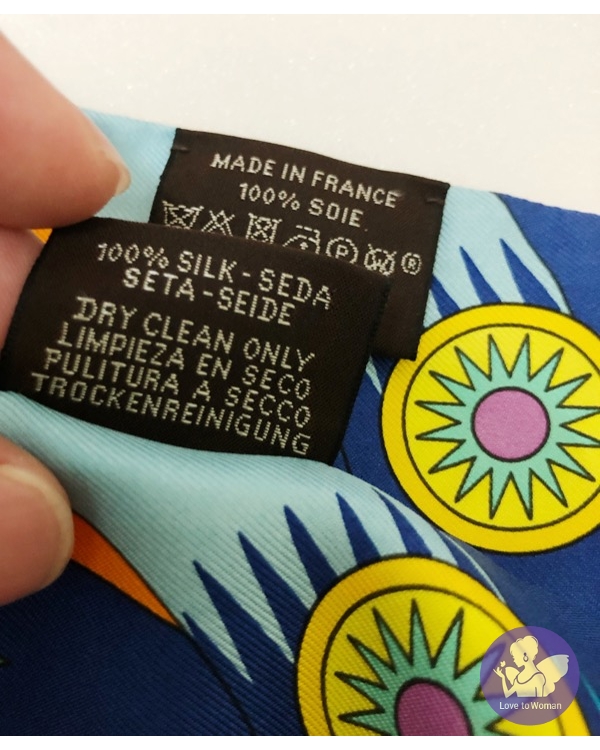 MADE IN FRANCE
100% SOIE
P ®
100% SILK - SEDA
SETA - SEIDE
DRY CLEAN ONLY
LIMPIEZA EN SECO
PULITURA A SECCO
TROCKENREINIGUNG
Love to Woman